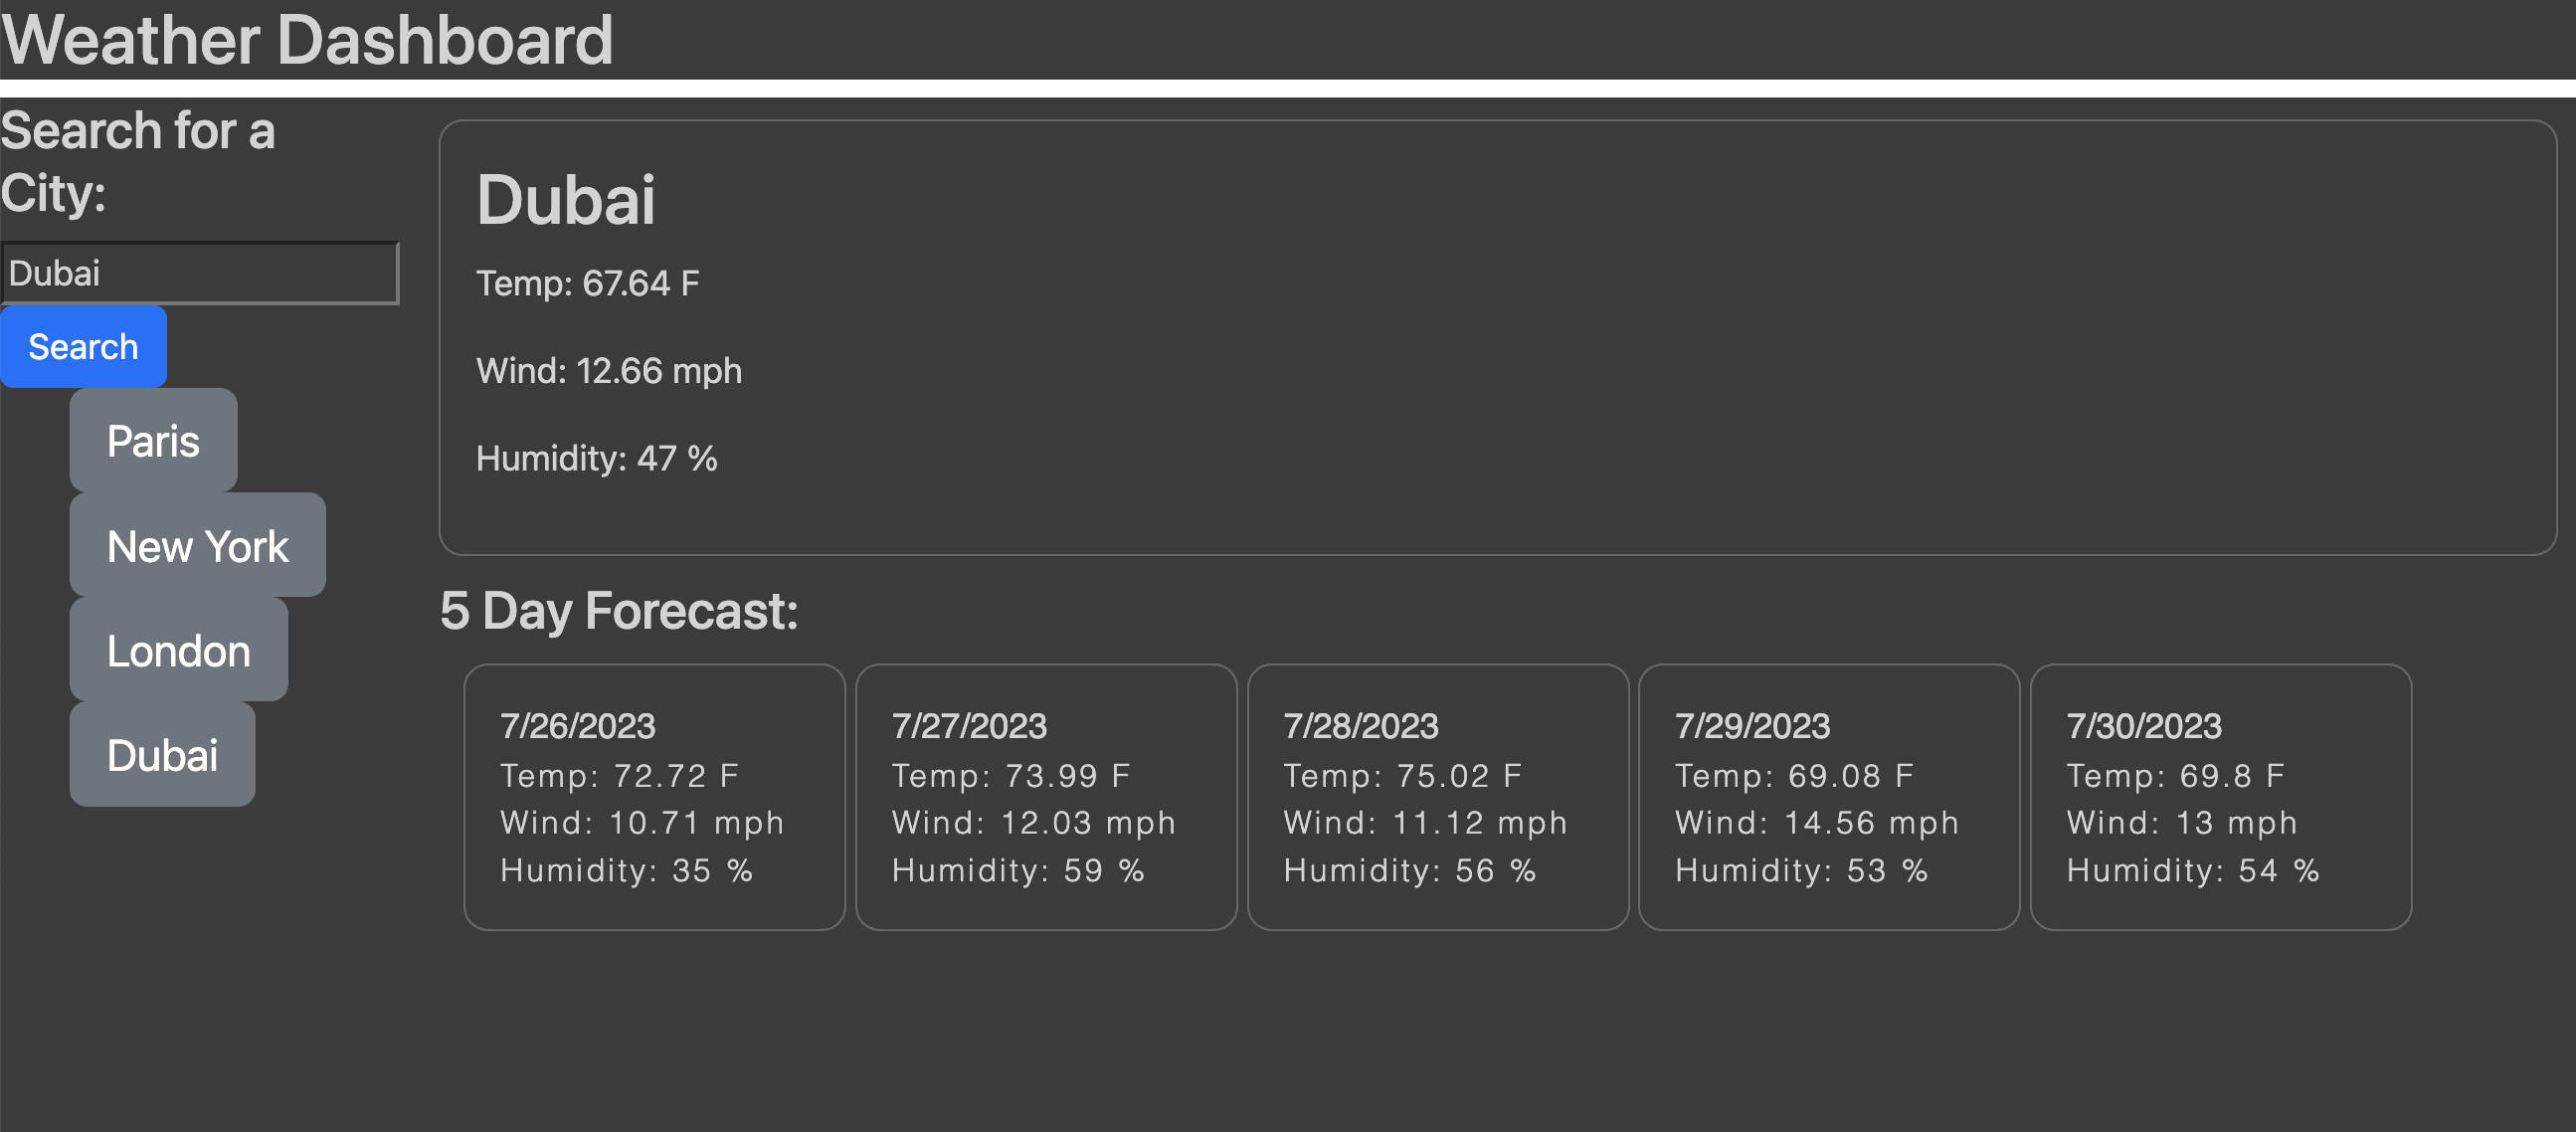 Weather Dashboard
Search for a
City:
Dubai
Search
Paris
New York
London
Dubai
Dubai
Temp: 67.64 F
Wind: 12.66 mph
Humidity: 47 %
5 Day Forecast:
7/26/2023
Temp: 72.72 F
Wind: 10.71 mph
Humidity: 35 %
7/27/2023
Temp: 73.99 F
Wind: 12.03 mph
Humidity: 59 %
7/28/2023
Temp: 75.02 F
Wind: 11.12 mph
Humidity: 56 %
7/29/2023
Temp: 69.08 F
Wind: 14.56 mph
Humidity: 53 %
7/30/2023
Temp: 69.8 F
Wind: 13 mph
Humidity: 54 %